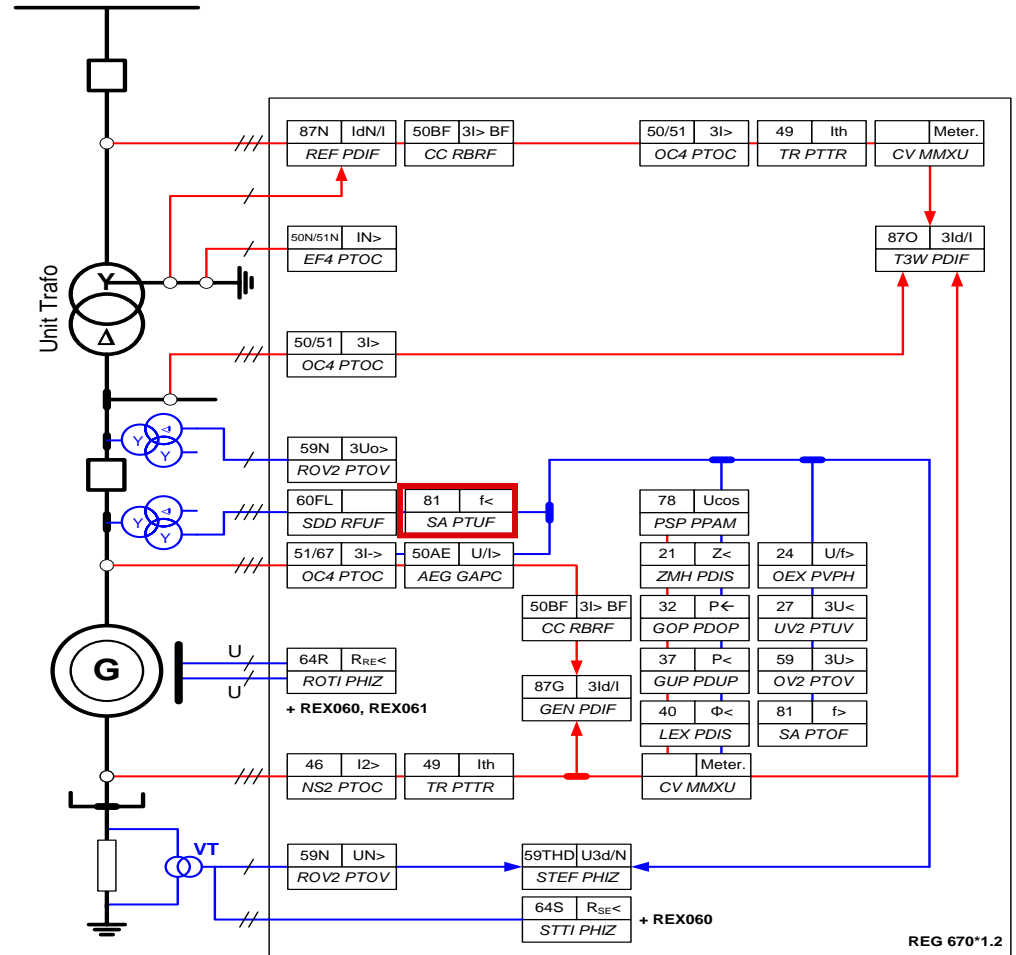 87N IdN/I 50BF 3I> BF 50/51 3I> 49 Ith Meter.
REF PDIF CC RBRF OC4 PTOC TR PTTR CV MMXU
50N/51N IN> 87O 3Id/I
EF4 PTOC T3W PDIF
Unit Trafo
Y
Δ
50/51 3I>
OC4 PTOC
Y Δ Y
59N 3Uo>
ROV2 PTOV
60FL 81 f< 78 Ucos
SDD RFUF SA PTUF PSP PPAM
Y Δ Y
51/67 3I-> 50AE U/I> 21 Z< 24 U/f>
OC4 PTOC AEG GAPC ZMH PDIS OEX PVPH
50BF 3I> BF 32 P← 27 3U<
CC RBRF GOP PDOP UV2 PTUV
G
U
U
64R RRE< 37 P< 59 3U>
ROTI PHIZ GUP PDUP OV2 PTOV
87G 3Id/I
GEN PDIF
+ REX060, REX061
40 Φ< 81 f>
LEX PDIS SA PTOF
46 I2> 49 Ith Meter.
NS2 PTOC TR PTTR CV MMXU
VT
59N UN> 59THD U3d/N
ROV2 PTOV STEF PHIZ
64S RSE< + REX060
STTI PHIZ
REG 670*1.2